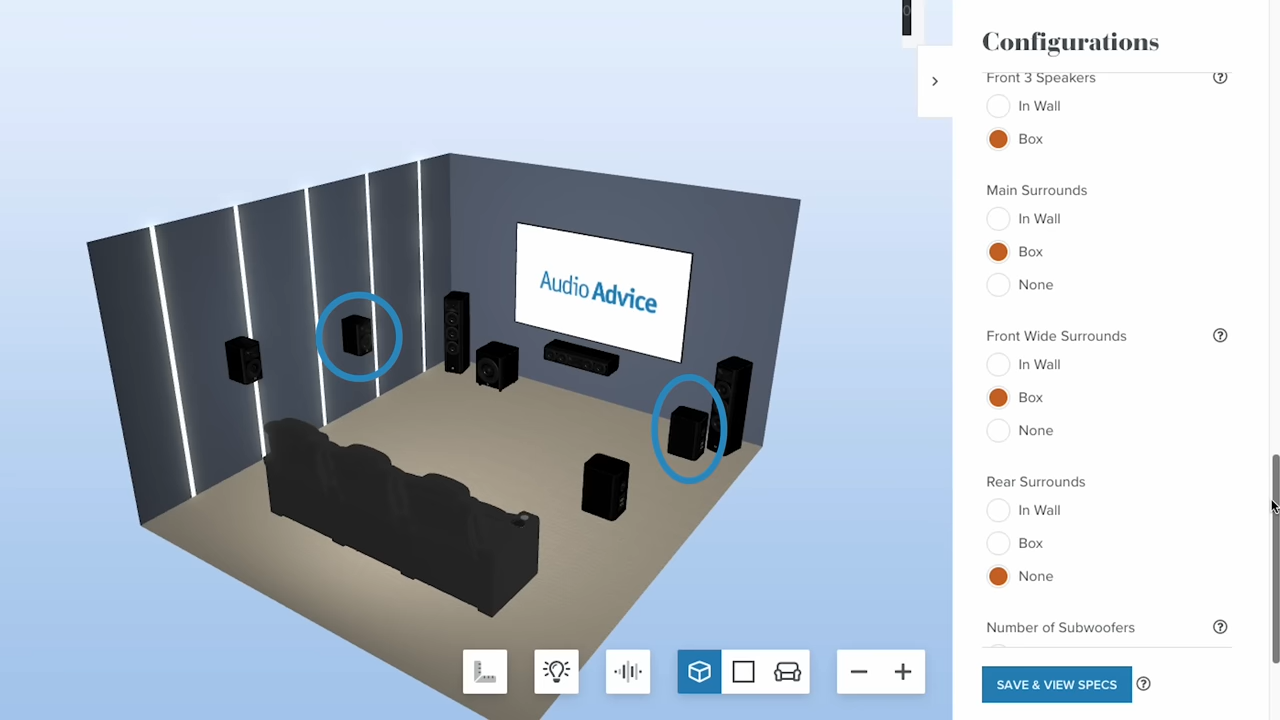 Configurations
Front 3 Speakers ?
In Wall
Box
Main Surrounds
In Wall
Box
None
Front Wide Surrounds ?
In Wall
Box
None
Rear Surrounds
In Wall
Box
None
Number of Subwoofers ?
SAVE & VIEW SPECS ?
Audio Advice